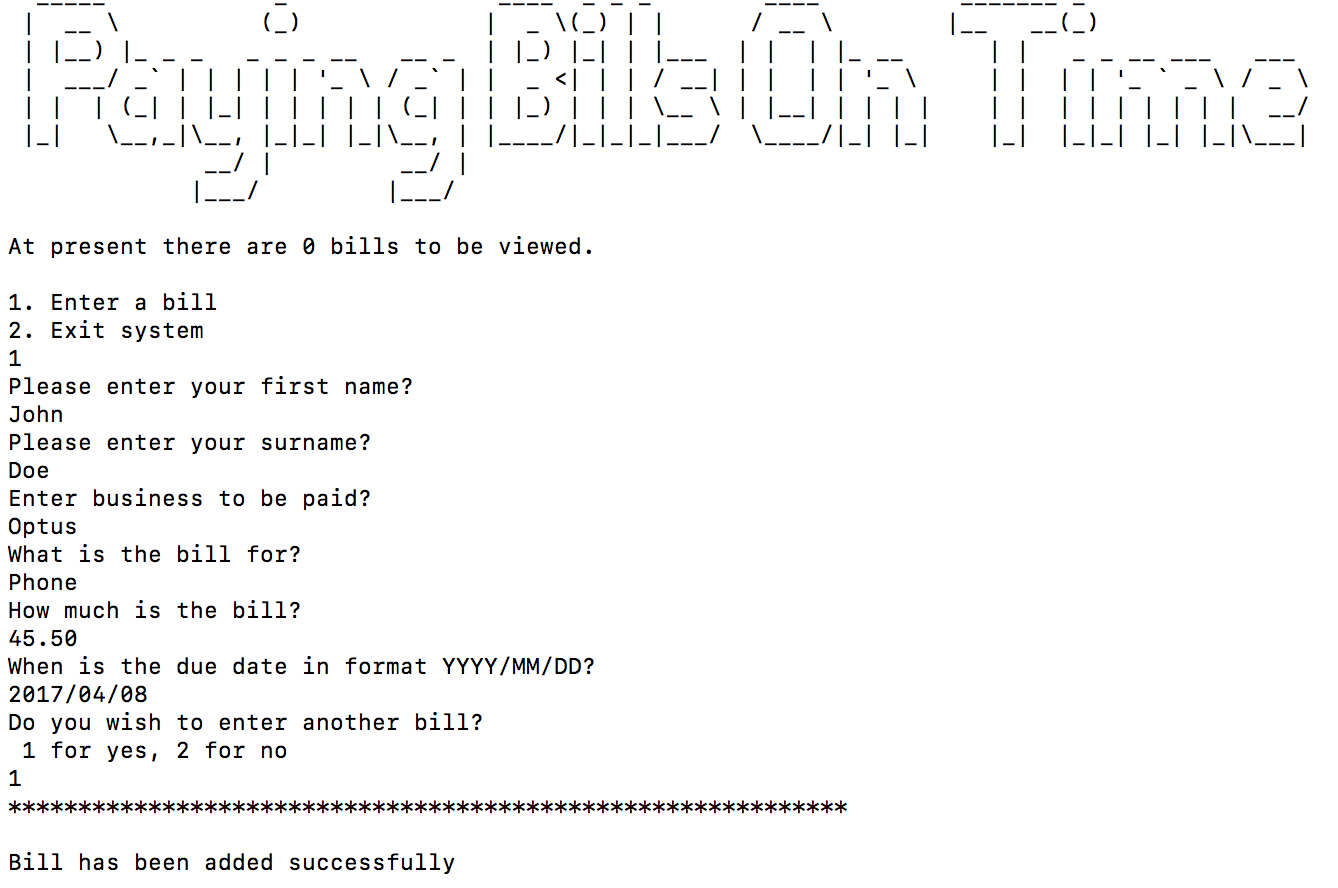 Paying Bills On Time
At present there are 0 bills to be viewed.
1. Enter a bill
2. Exit system
1
Please enter your first name?
John
Please enter your surname?
Doe
Enter business to be paid?
Optus
What is the bill for?
Phone
How much is the bill?
45.50
When is the due date in format YYYY/MM/DD?
2017/04/08
Do you wish to enter another bill?
1 for yes, 2 for no
1
************************************************************
Bill has been added successfully